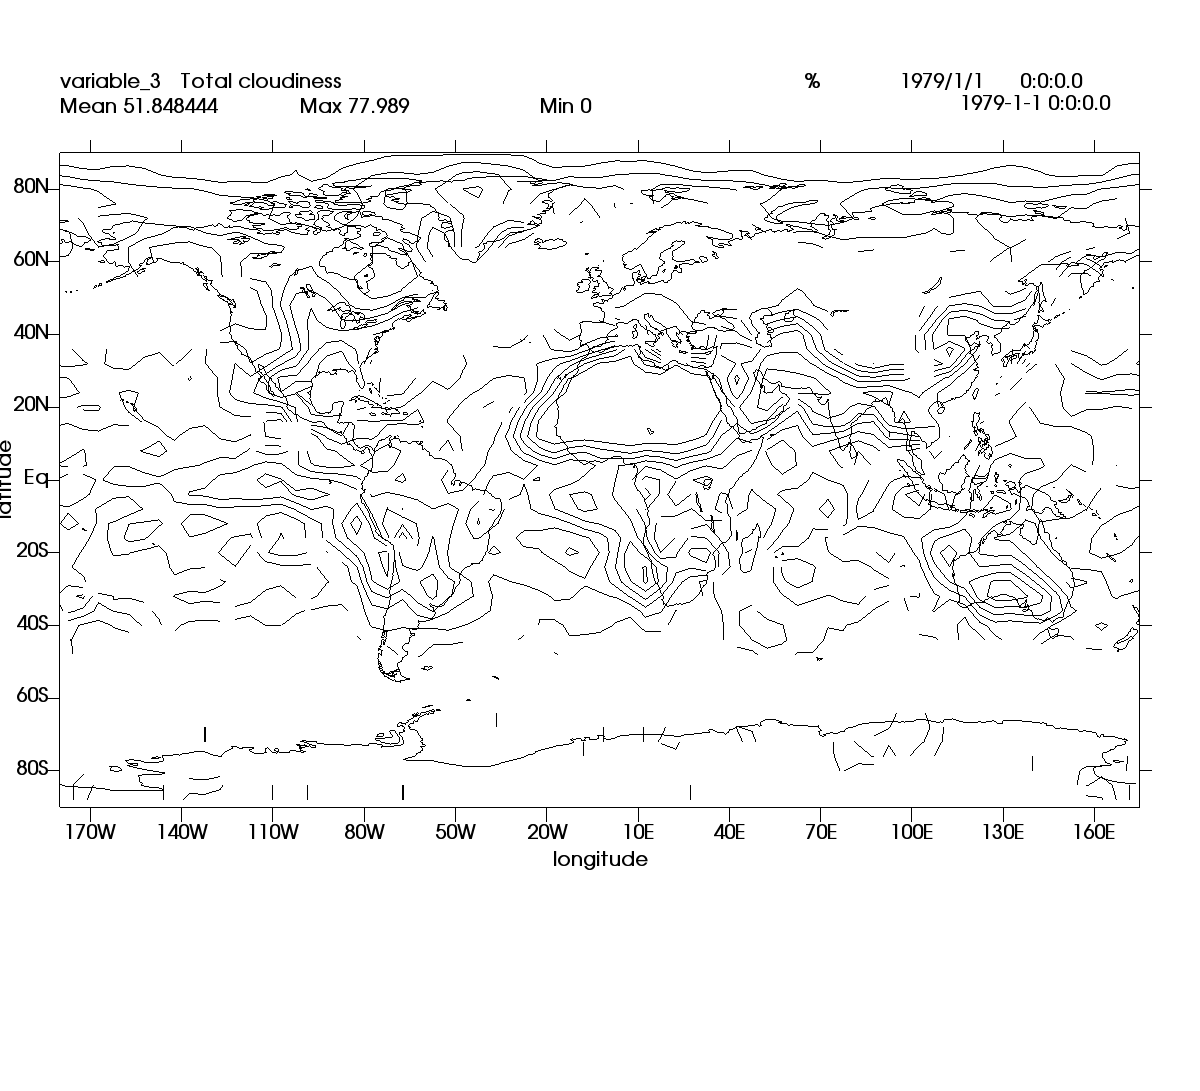 variable_3 Total cloudiness % 1979/1/1 0:0:0.0
Mean 51.848444 Max 77.989 Min 0 1979-1-1 0:0:0.0
80N
60N
40N
20N
Eq
20S
40S
60S
80S
latitude
170W 140W 110W 80W 50W 20W 10E 40E 70E 100E 130E 160E
longitude